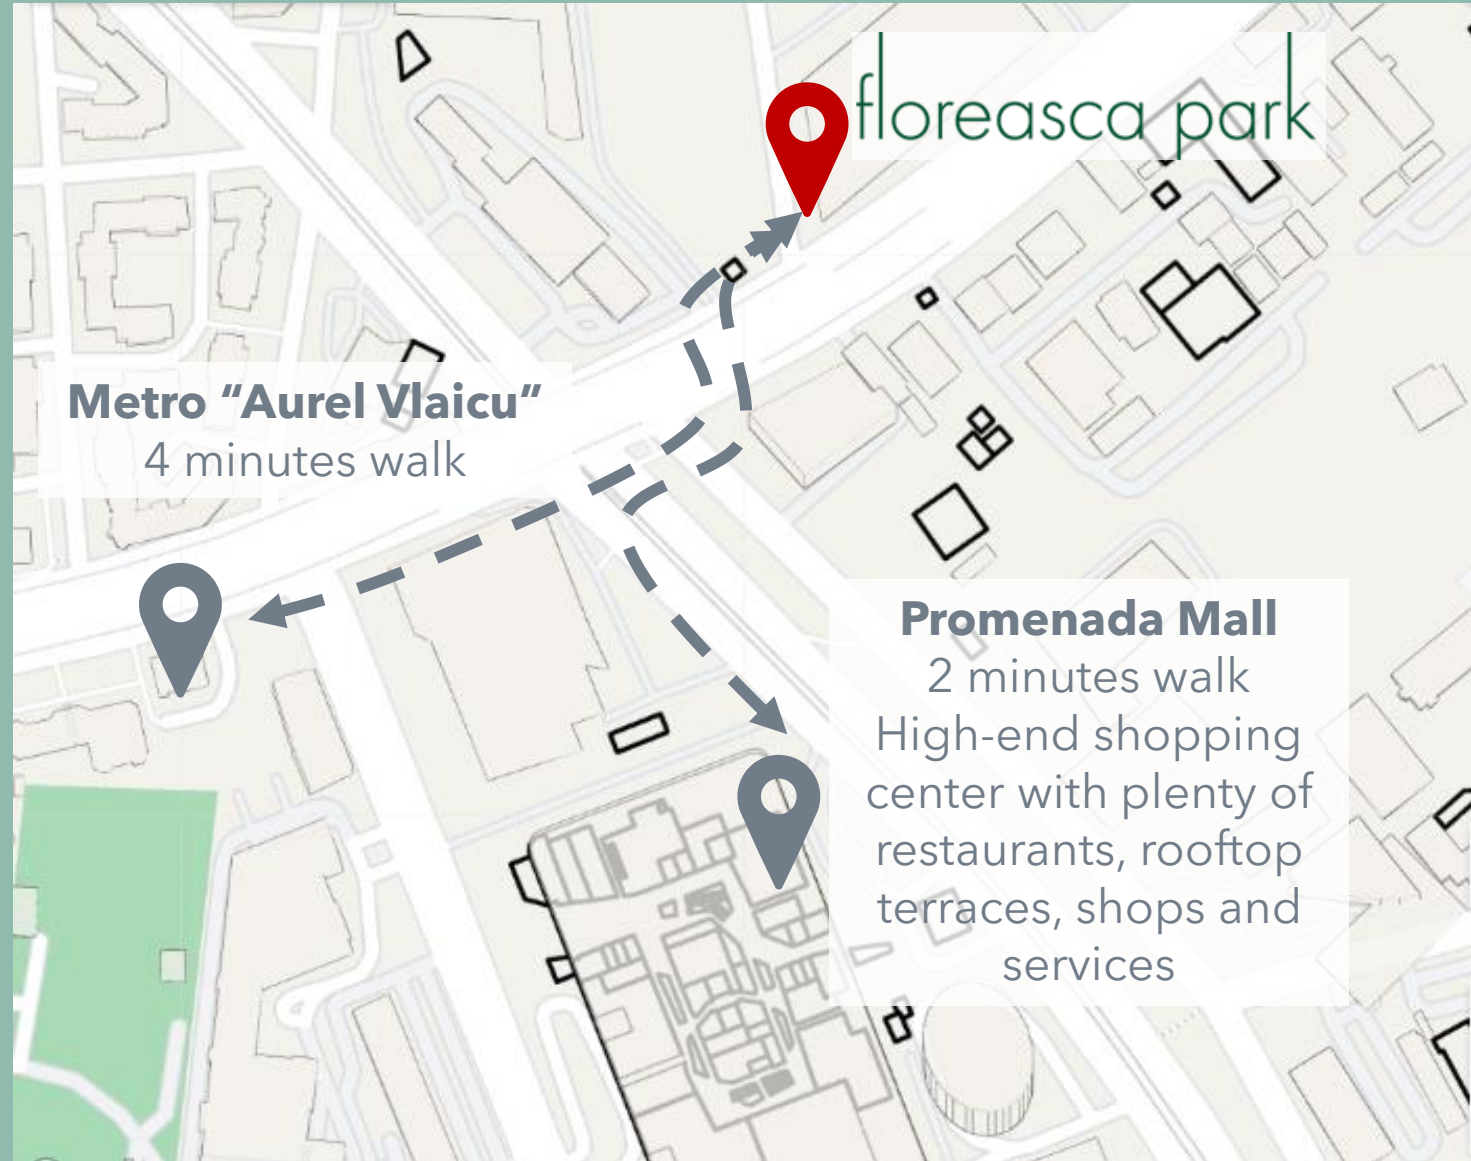 floreasca park
Metro “Aurel Vlaicu”
4 minutes walk
Promenada Mall
2 minutes walk
High-end shopping
center with plenty of
restaurants, rooftop
terraces, shops and
services